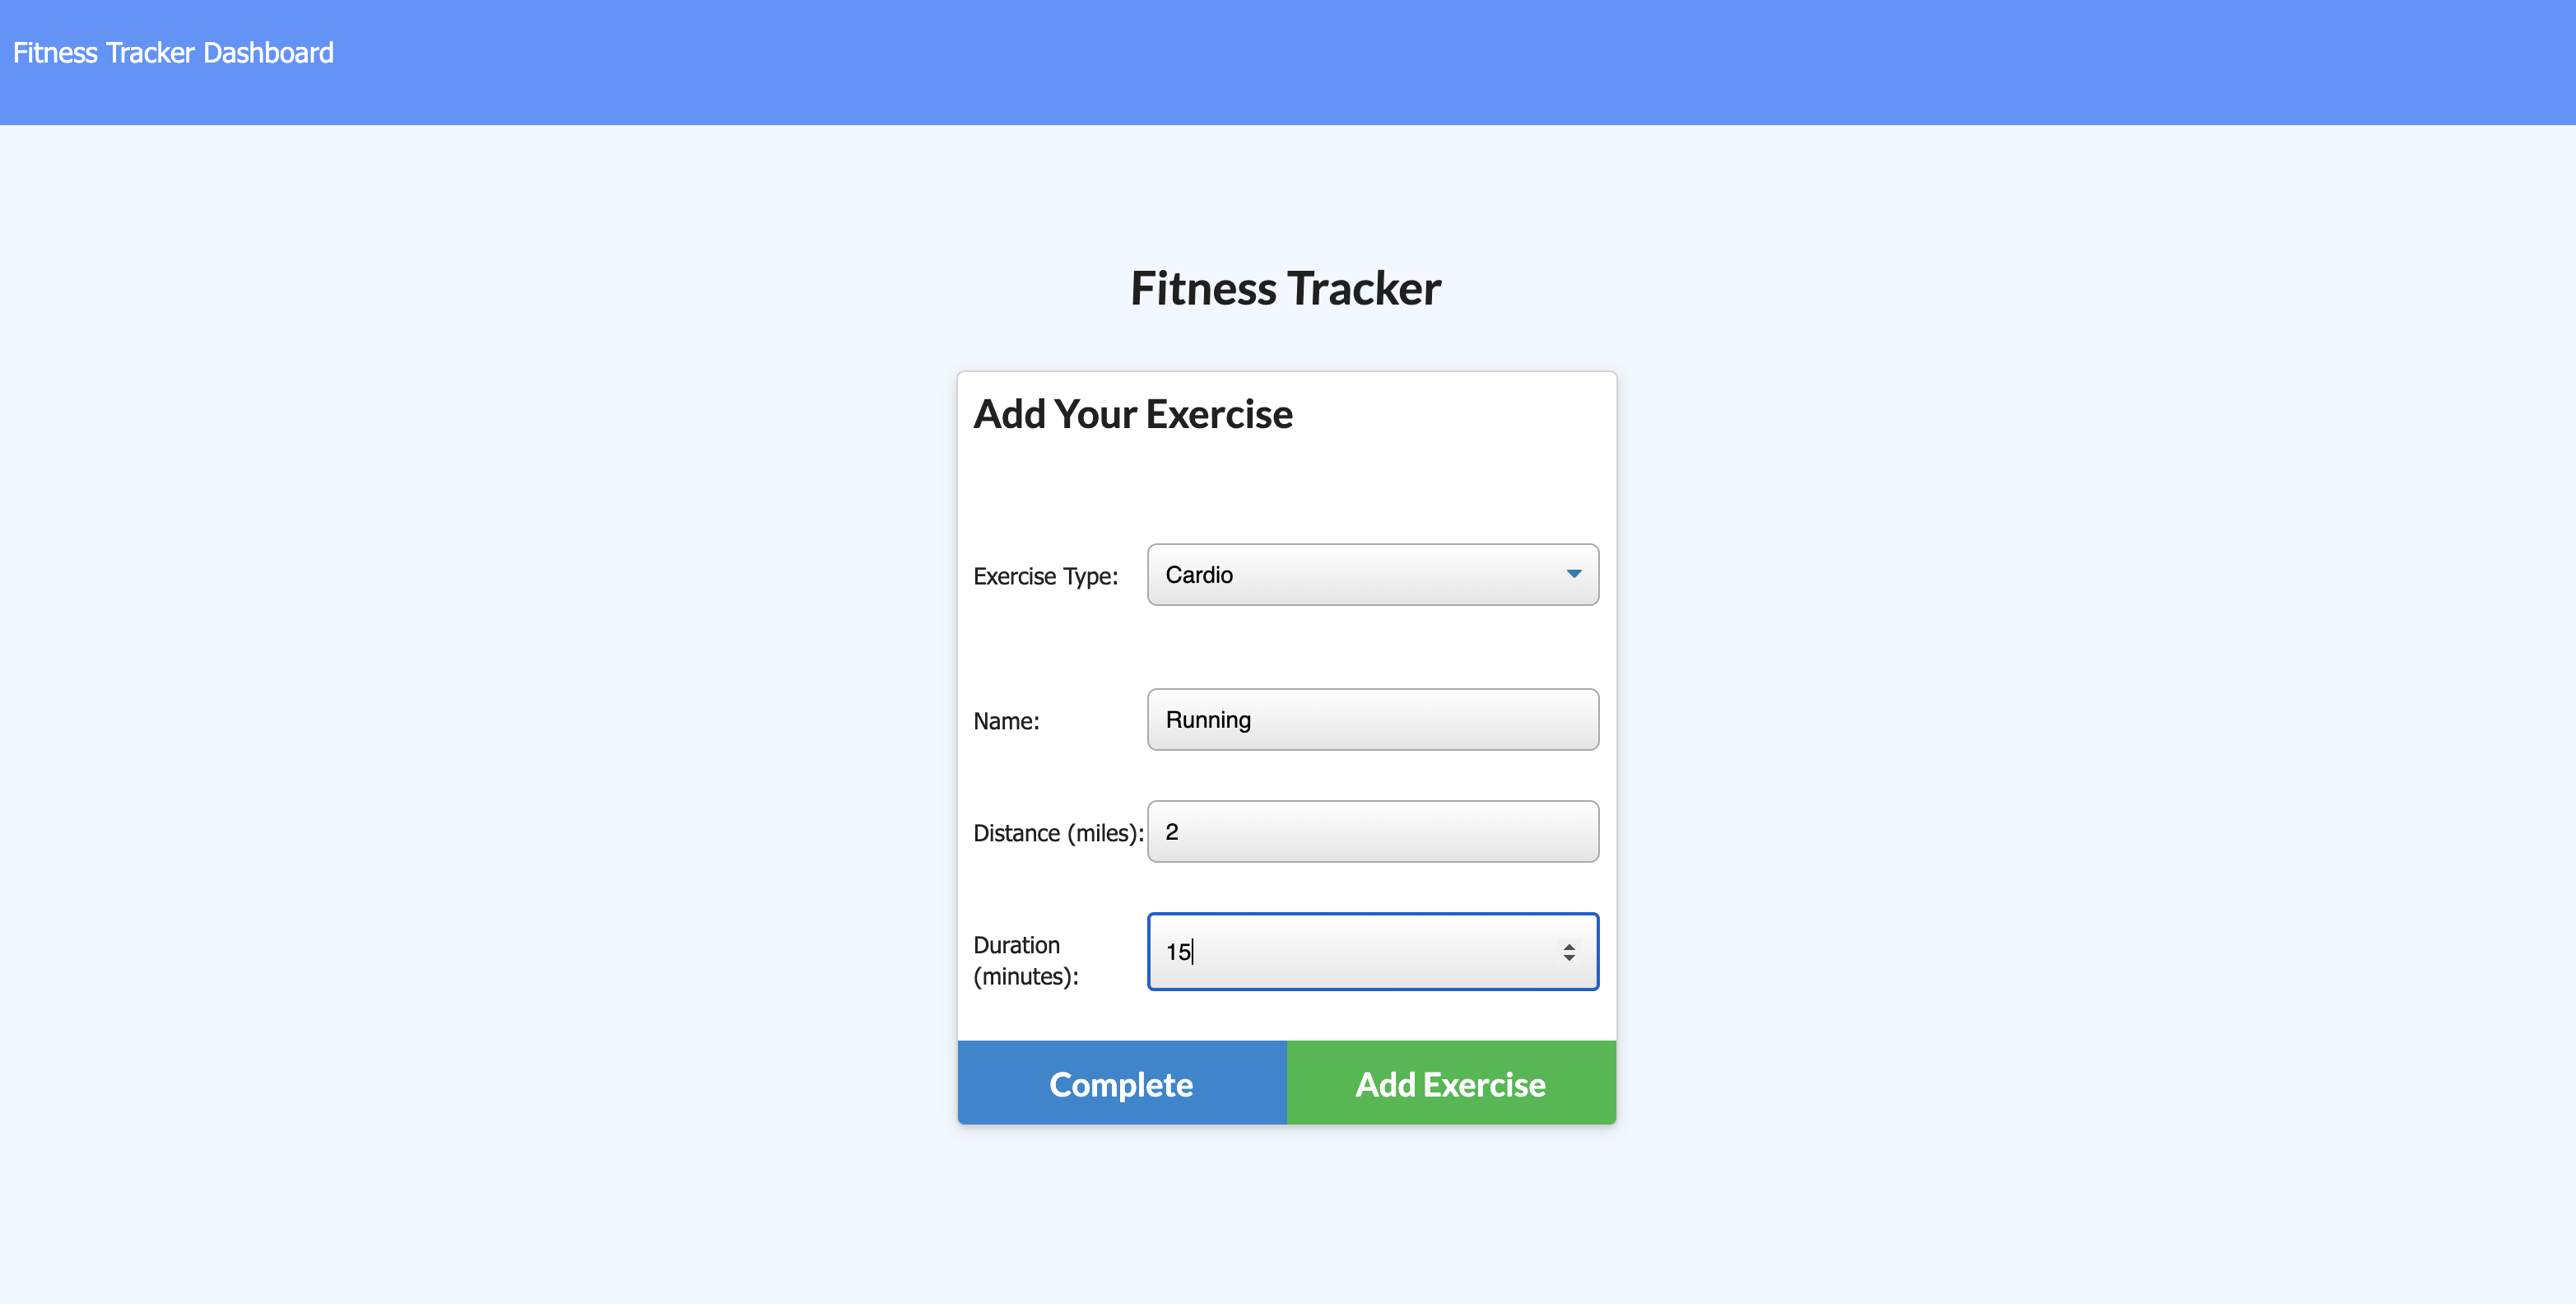 Fitness Tracker Dashboard
Fitness Tracker
Add Your Exercise
Exercise Type: Cardio
Name: Running
Distance (miles): 2
Duration
(minutes): 15
Complete Add Exercise